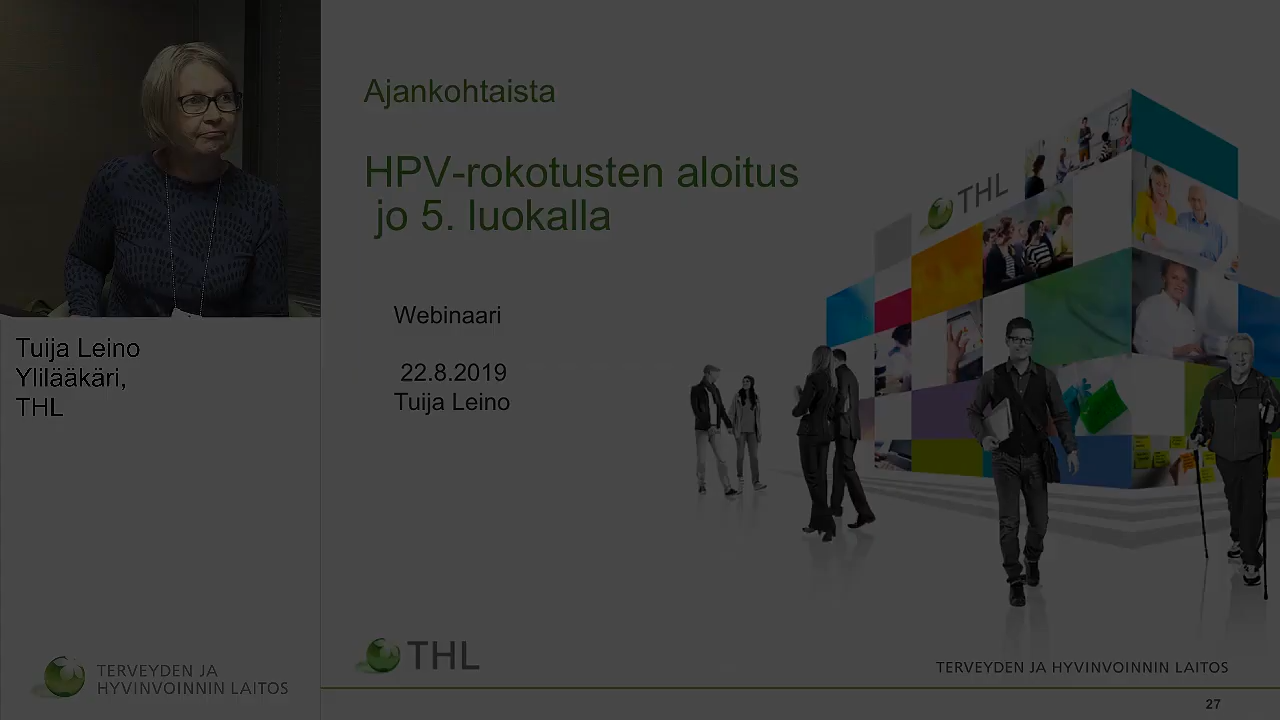 Tuija Leino
Ylilääkäri,
THL
TERVEYDEN JA
HYVINVOINNIN LAITOS
Ajankohtaista
HPV-rokotusten aloitus
jo 5. luokalla
Webinaari
22.8.2019
Tuija Leino
THL
THL
TERVEYDEN JA HYVINVOINNIN LAITOS
27